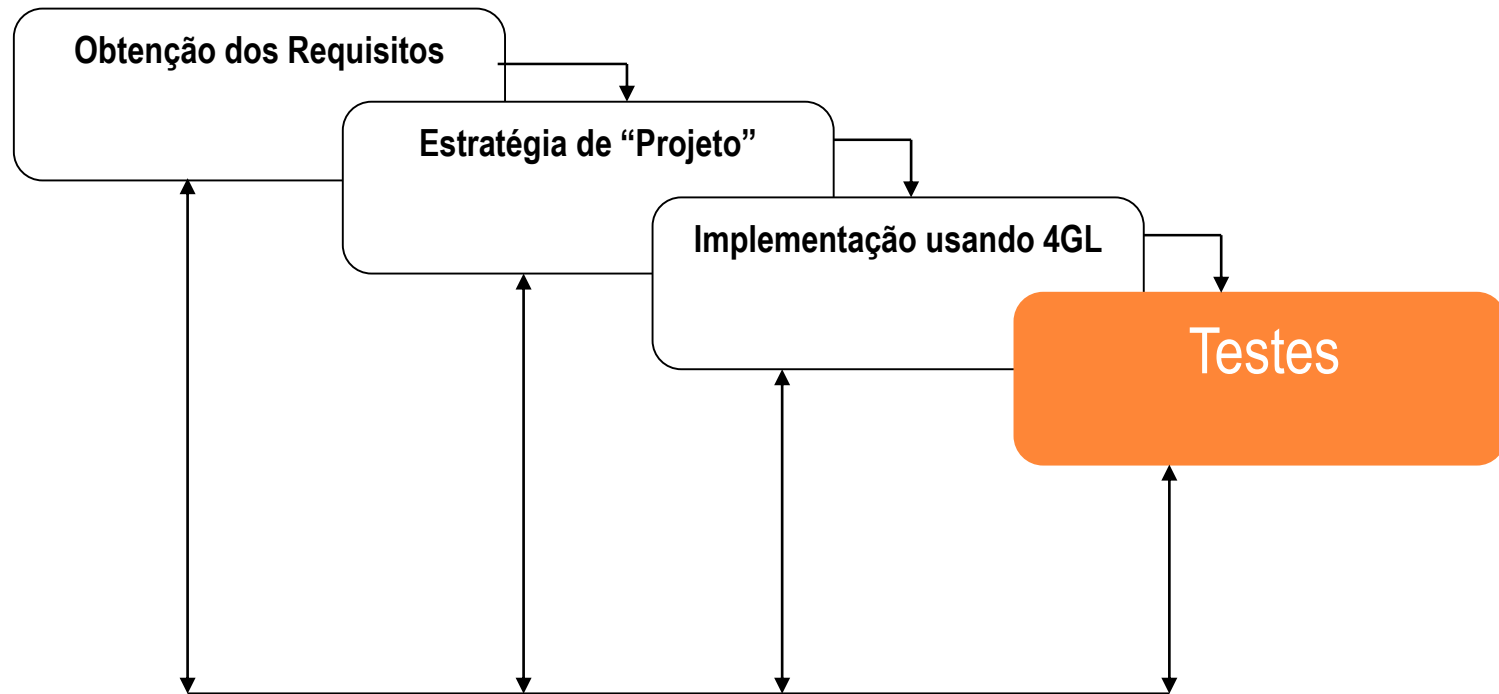 Obtenção dos Requisitos
Estratégia de “Projeto”
Implementação usando 4GL
Testes